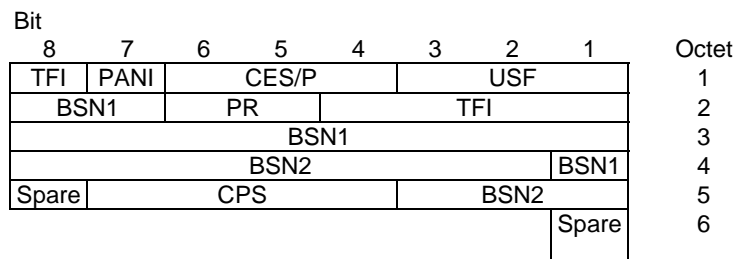 Bit
8 7 6 5 4 3 2 1 Octet
TFI PANI CES/P USF 1
BSN1 PR TFI 2
BSN1 3
BSN2 BSN1 4
Spare CPS BSN2 5
Spare 6